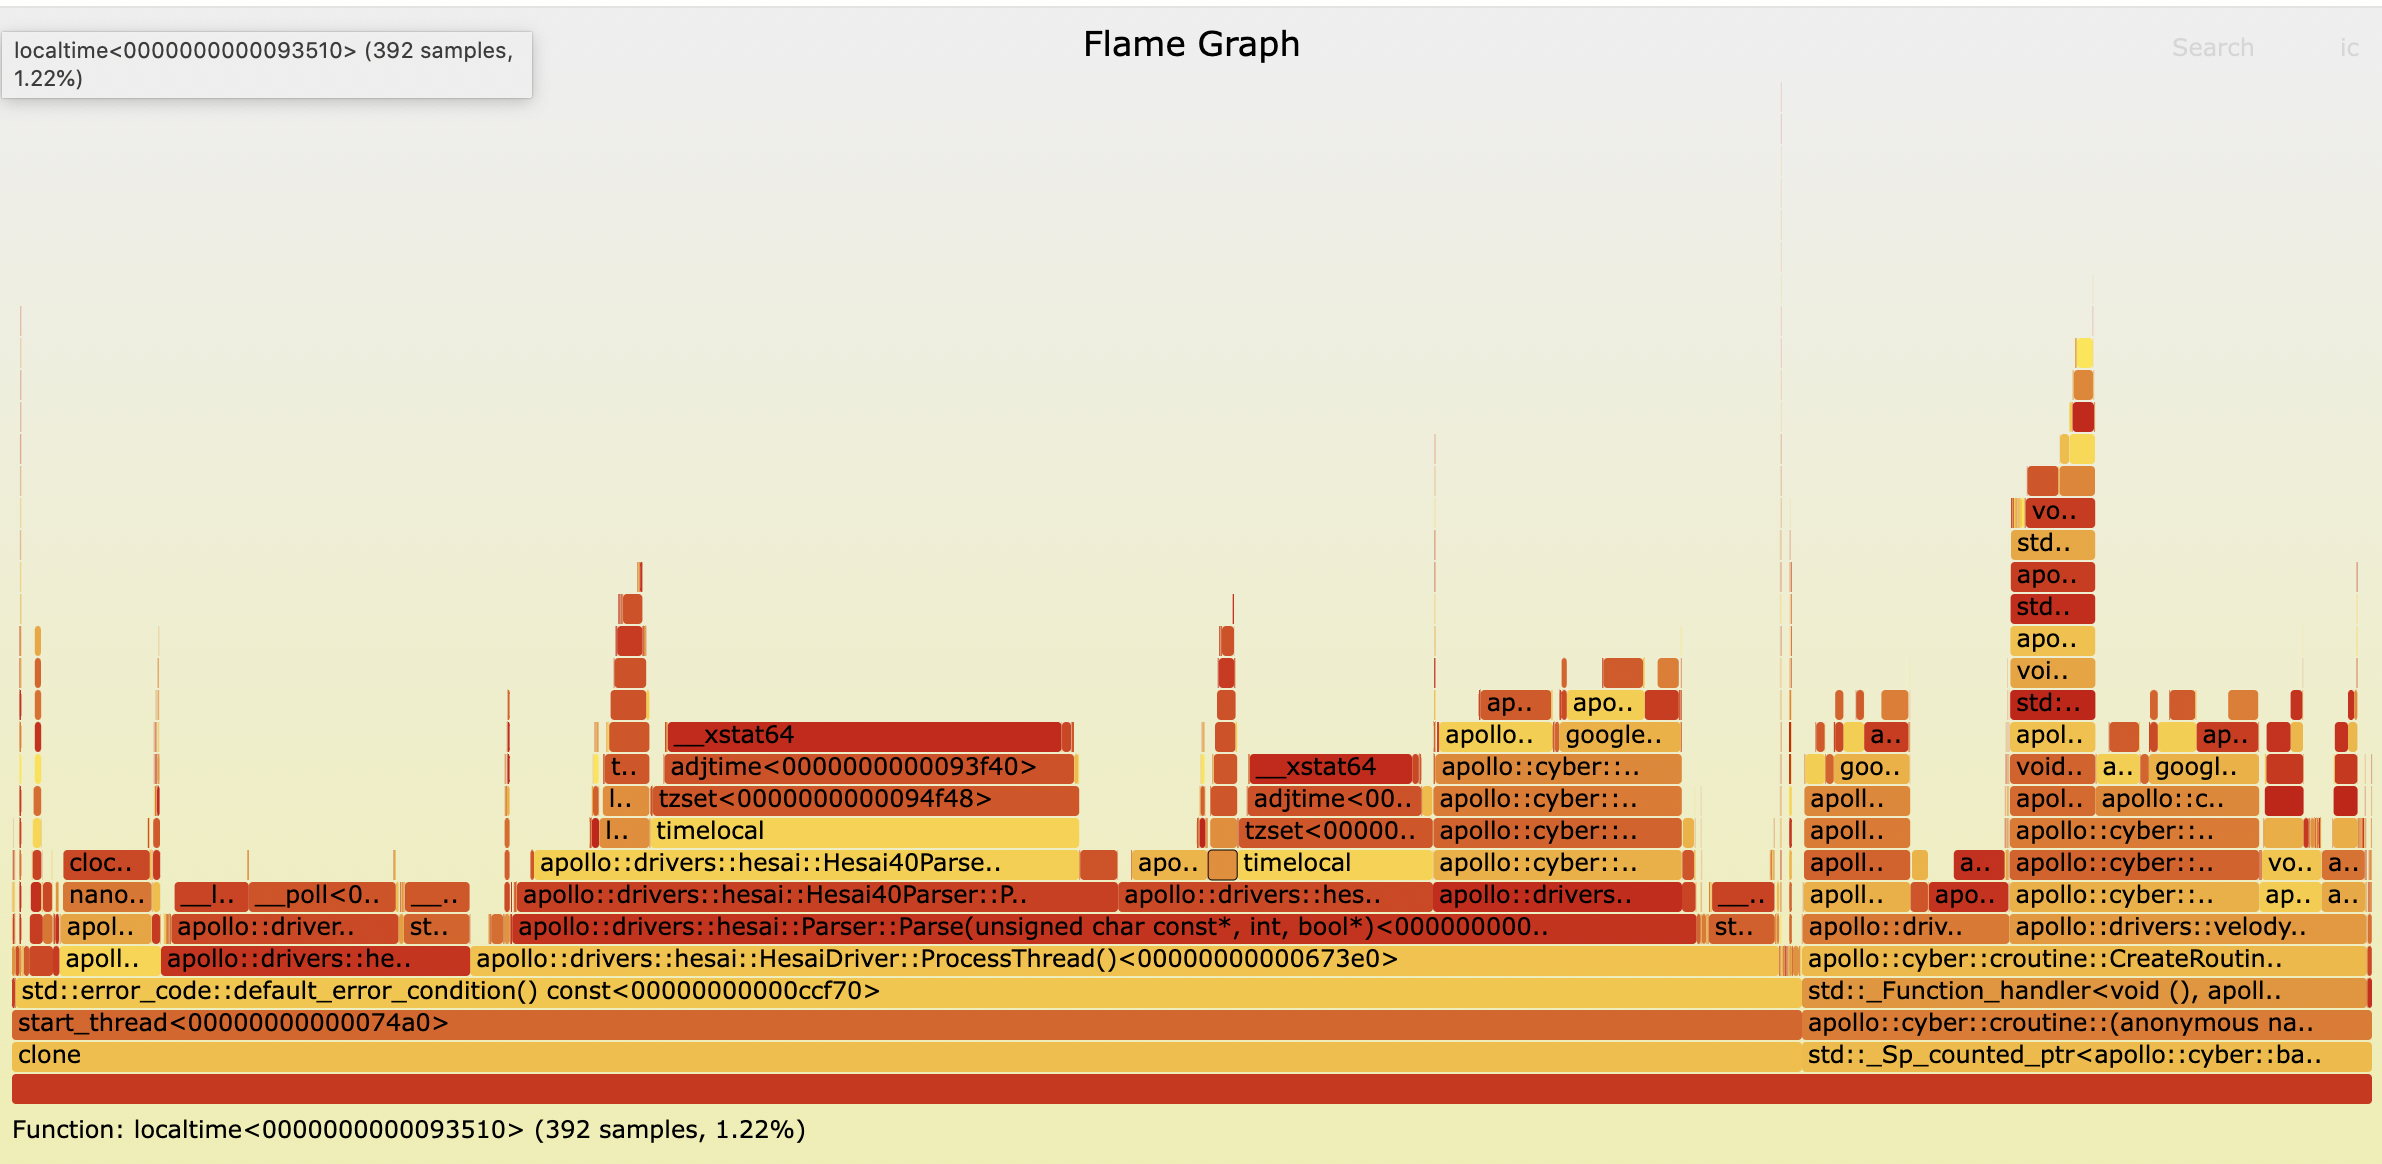 localtime<0000000000093510> (392 samples,
1.22%)
Flame Graph
Search
ic
vo..
std..
apo..
std..
apo..
voi..
ap..
apo..
std:..
__xstat64
apollo..
google..
a..
apol..
ap..
t..
adjtime<0000000000093f40>
__xstat64
apollo::cyber::..
goo..
void..
a..
googl..
l..
tzset<0000000000094f48>
adjtime<00..
apollo::cyber::..
apoll..
apol..
apollo::c..
l..
timelocal
tzset<00000..
apollo::cyber::..
apoll..
apollo::cyber::..
cloc..
apollo::drivers::hesai::Hesai40Parse..
apo..
timelocal
apollo::cyber::..
apoll..
a..
apollo::cyber::..
vo..
a..
nano..
__l..
__poll<0..
__..
apollo::drivers::hesai::Hesai40Parser::P..
apollo::drivers::hes..
apollo::drivers..
__..
apoll..
apo..
apollo::cyber::..
ap..
a..
apol..
apollo::driver..
st..
apollo::drivers::hesai::Parser::Parse(unsigned char const*, int, bool*)<000000000..
st..
apollo::driv..
apollo::drivers::velody..
apoll..
apollo::drivers::he..
apollo::drivers::hesai::HesaiDriver::ProcessThread()<00000000000673e0>
apollo::cyber::croutine::CreateRoutin..
std::error_code::default_error_condition() const<00000000000ccf70>
std::_Function_handler<void (), apoll..
start_thread<00000000000074a0>
apollo::cyber::croutine::(anonymous na..
clone
std::_Sp_counted_ptr<apollo::cyber::ba..
Function: localtime<0000000000093510> (392 samples, 1.22%)